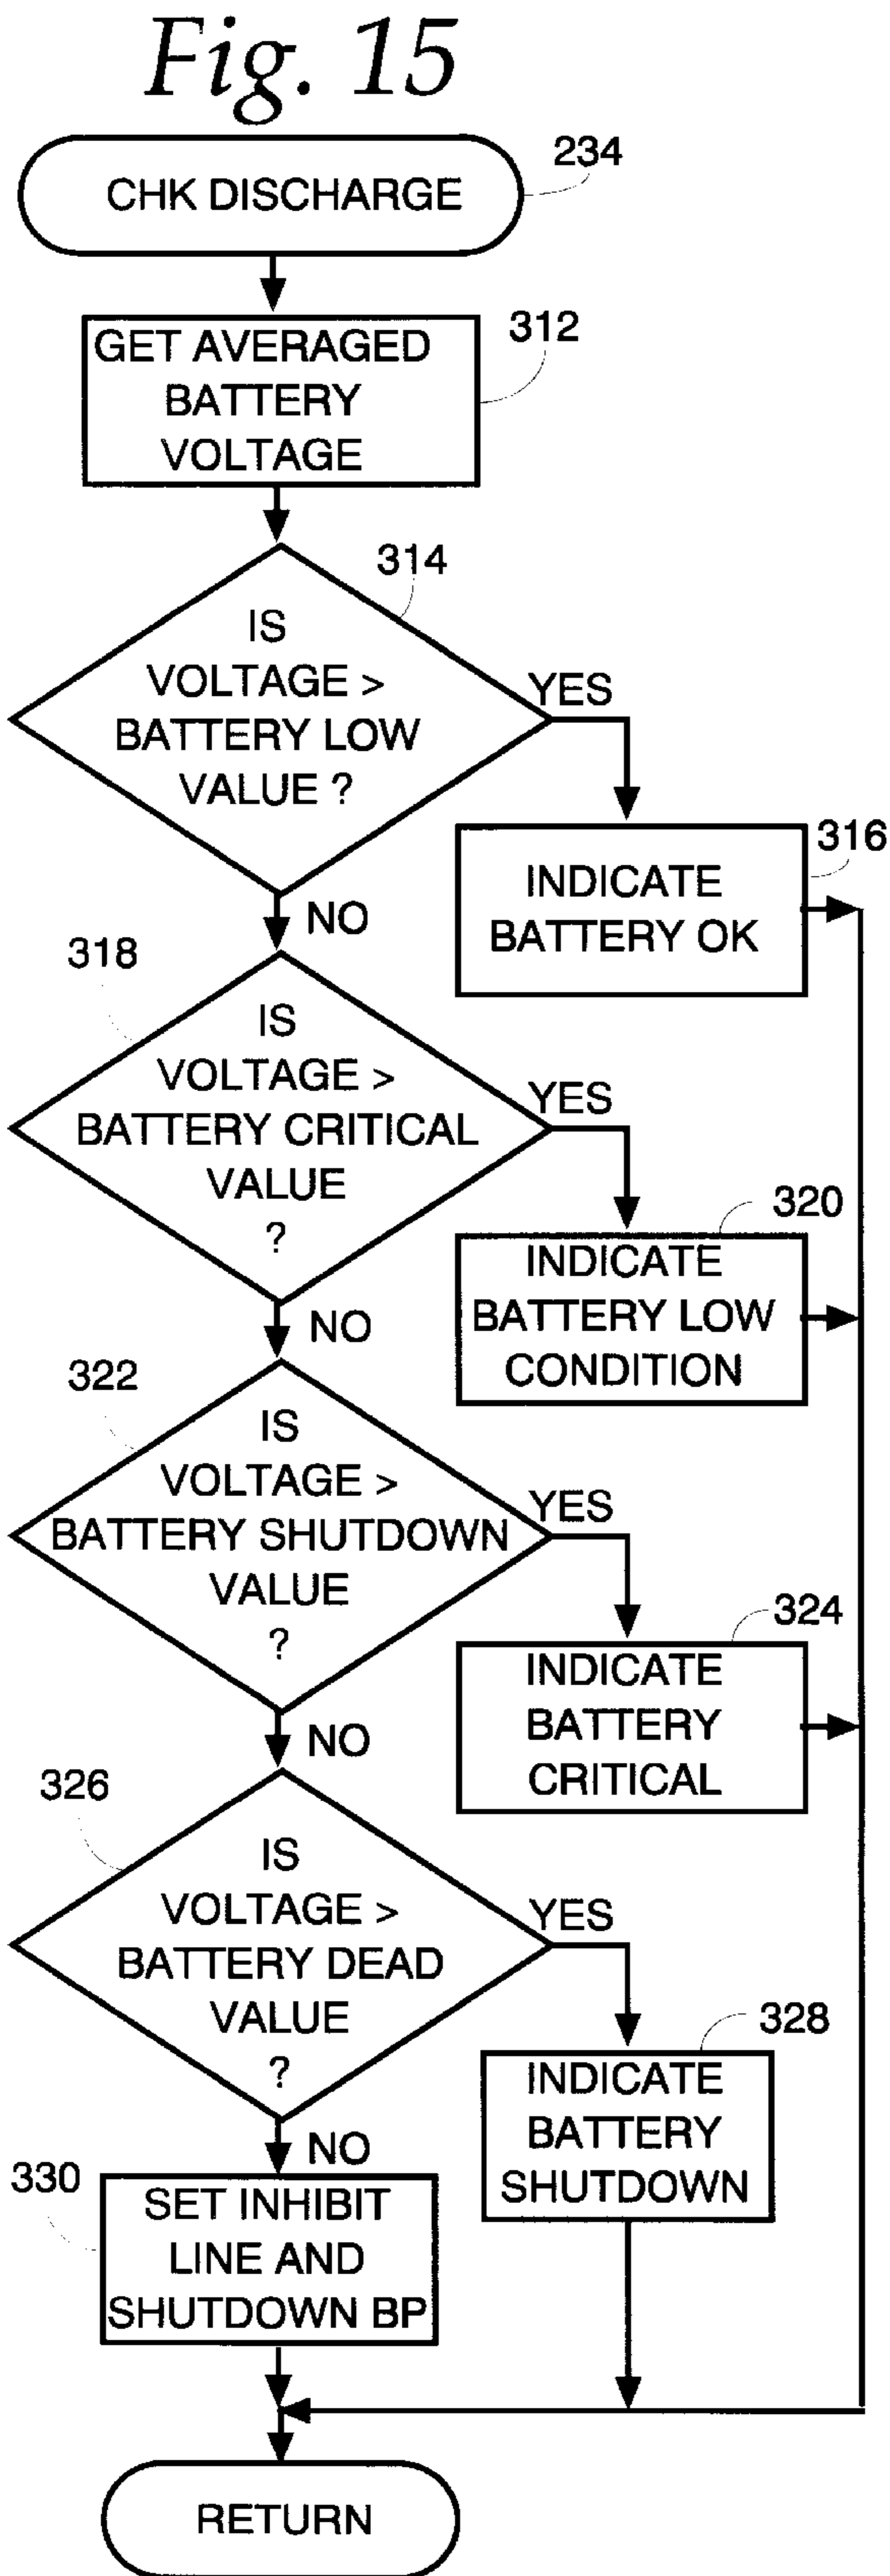 Fig. 15
CHK DISCHARGE
234
GET AVERAGED
BATTERY
VOLTAGE
312
314
IS
VOLTAGE >
BATTERY LOW
VALUE ?
YES
316
INDICATE
BATTERY OK
NO
318
IS
VOLTAGE >
BATTERY CRITICAL
VALUE
?
YES
320
INDICATE
BATTERY LOW
CONDITION
NO
322
IS
VOLTAGE >
BATTERY SHUTDOWN
VALUE
?
YES
324
INDICATE
BATTERY
CRITICAL
NO
326
IS
VOLTAGE >
BATTERY DEAD
VALUE
?
YES
328
INDICATE
BATTERY
SHUTDOWN
NO
330
SET INHIBIT
LINE AND
SHUTDOWN BP
RETURN